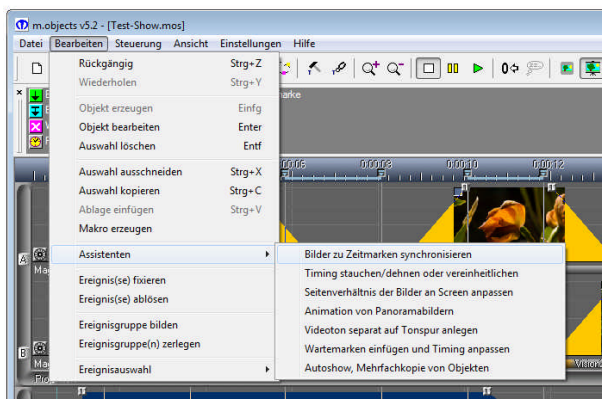 m.objects v5.2 - [Test-Show.mos]
Datei Bearbeiten Steuerung Ansicht Einstellungen Hilfe
Rückgängig Strg+Z
Wiederholen Strg+Y
Objekt erzeugen Einfg
Objekt bearbeiten Enter
Auswahl löschen Entf
Auswahl ausschneiden Strg+X
Auswahl kopieren Strg+C
Ablage einfügen Strg+V
Makro erzeugen
Assistenten
Ereignis(se) fixieren
Ereignis(se) ablösen
Ereignisgruppe bilden
Ereignisgruppe(n) zerlegen
Ereignisauswahl
Bilder zu Zeitmarken synchronisieren
Timing stauchen/dehnen oder vereinheitlichen
Seitenverhältnis der Bilder an Screen anpassen
Animation von Panoramabildern
Videoton separat auf Tonspur anlegen
Wartemarken einfügen und Timing anpassen
Autoshow, Mehrfachkopie von Objekten
0:00:08
0:00:10
0:00:12
A
B